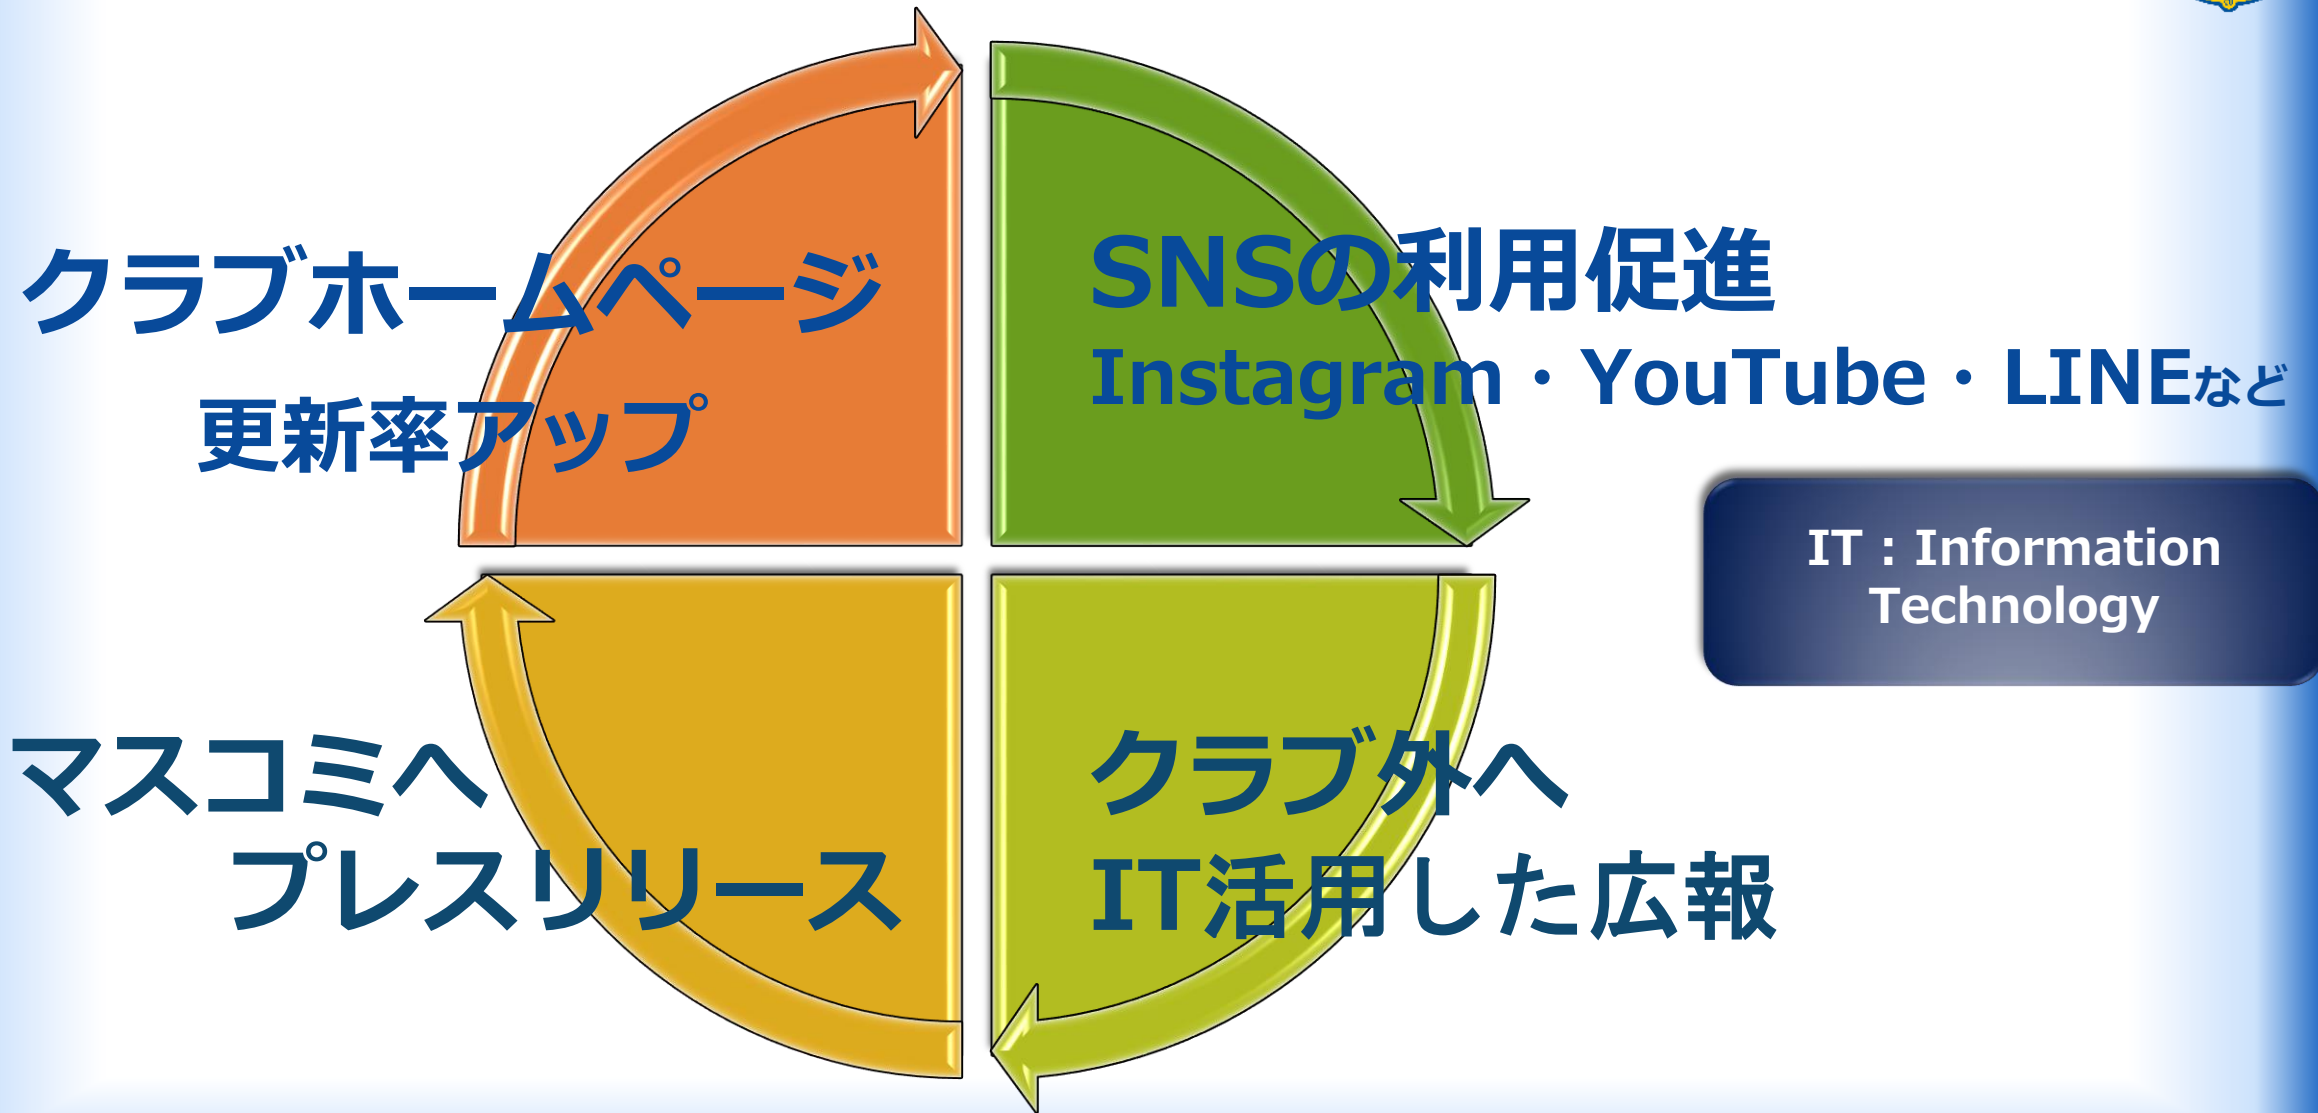 クラブホームページ
更新率アップ
SNSの利用促進
Instagram・YouTube・LINEなど
IT：Information
Technology
マスコミへ
プレスリリース
クラブ外へ
IT活用した広報